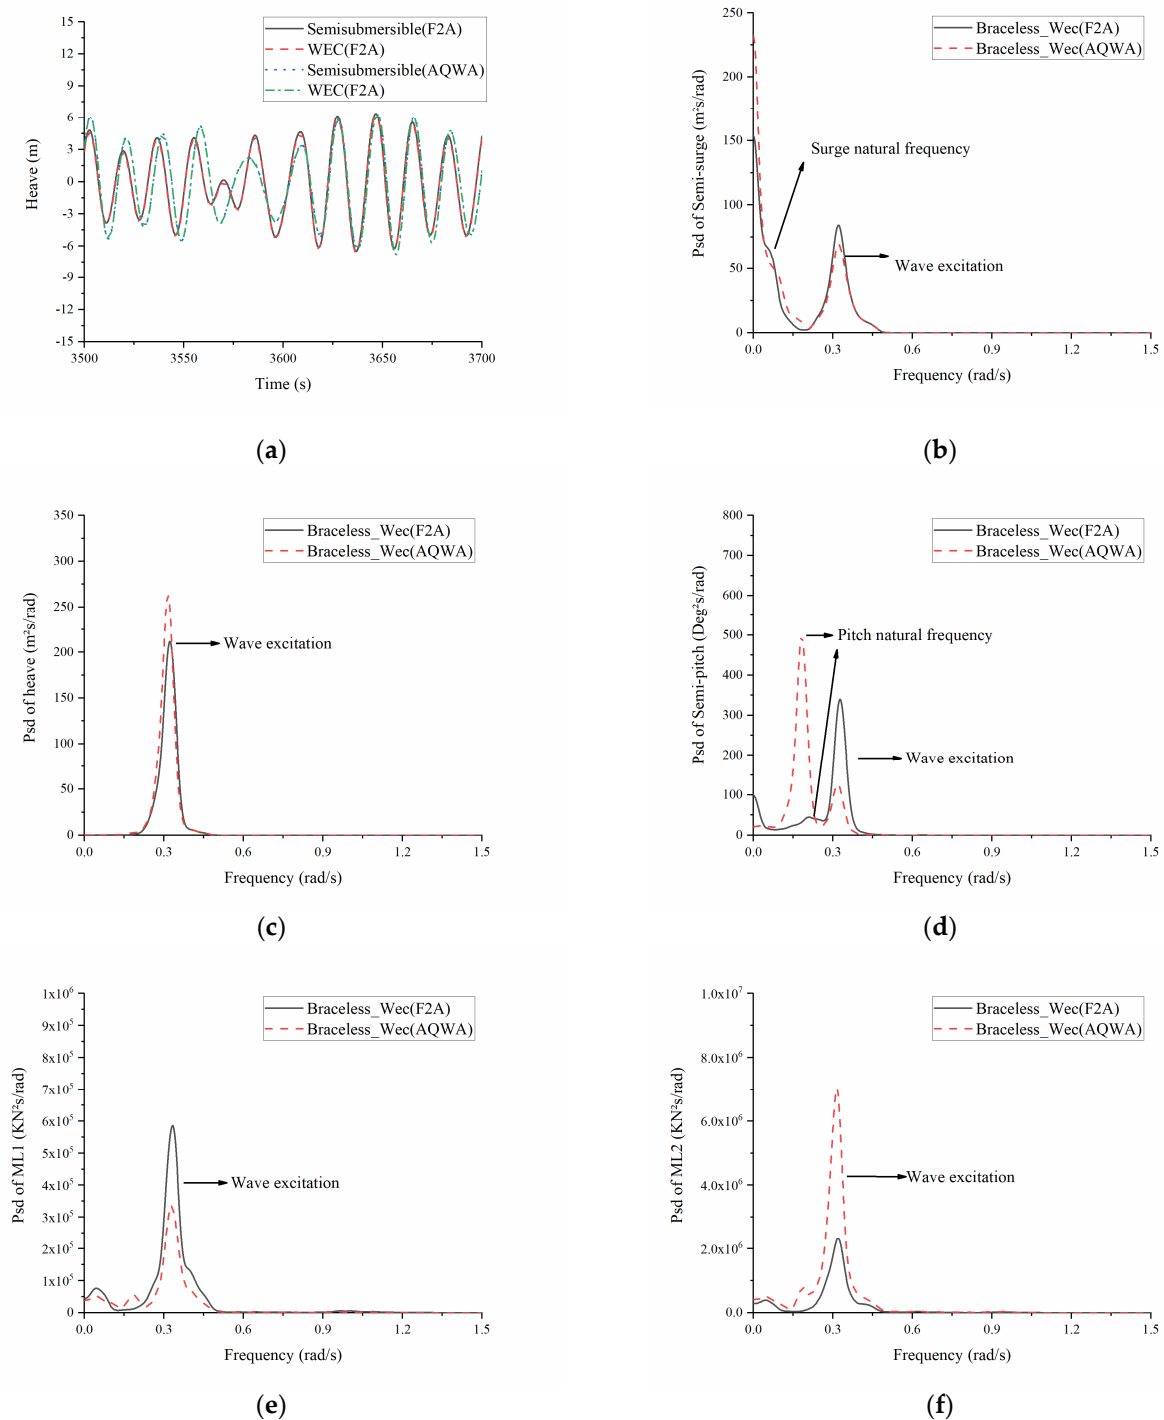 Semisubmersible(F2A)
WEC(F2A)
Semisubmersible(AQWA)
WEC(F2A)
15
12
9
6
3
0
-3
-6
-9
-12
-15
Heave (m)
3500
3550
3600
3650
3700
Time (s)
(a)
Braceless_Wec(F2A)
Braceless_Wec(AQWA)
250
200
150
100
50
0
Psd of Semi-surge (m²s/rad)
Surge natural frequency
Wave excitation
0.0
0.3
0.6
0.9
1.2
1.5
Frequency (rad/s)
(b)
Braceless_Wec(F2A)
Braceless_Wec(AQWA)
350
300
250
200
150
100
50
0
Psd of heave (m²s/rad)
Wave excitation
0.0
0.3
0.6
0.9
1.2
1.5
Frequency (rad/s)
(c)
Braceless_Wec(F2A)
Braceless_Wec(AQWA)
800
700
600
500
400
300
200
100
0
Psd of Semi-pitch (Deg²s/rad)
Pitch natural frequency
Wave excitation
0.0
0.3
0.6
0.9
1.2
1.5
Frequency (rad/s)
(d)
Braceless_Wec(F2A)
Braceless_Wec(AQWA)
1x10⁶
9x10⁵
8x10⁵
7x10⁵
6x10⁵
5x10⁵
4x10⁵
3x10⁵
2x10⁵
1x10⁵
0
Psd of ML1 (KN²s/rad)
Wave excitation
0.0
0.3
0.6
0.9
1.2
1.5
Frequency (rad/s)
(e)
Braceless_Wec(F2A)
Braceless_Wec(AQWA)
1.0x10⁷
8.0x10⁶
6.0x10⁶
4.0x10⁶
2.0x10⁶
0.0
Psd of ML2 (KN²s/rad)
Wave excitation
0.0
0.3
0.6
0.9
1.2
1.5
Frequency (rad/s)
(f)